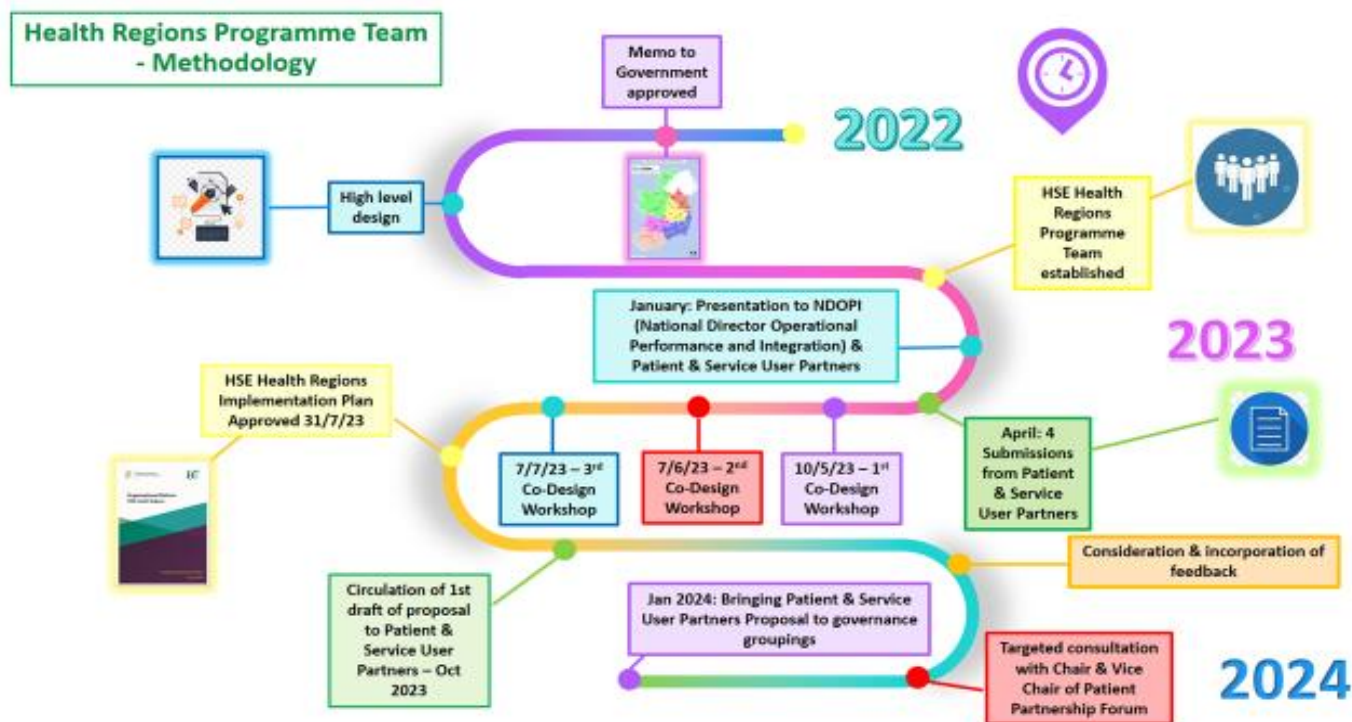 Health Regions Programme Team
- Methodology
Memo to
Government
approved
2022
High level
design
HSE Health
Regions
Programme
Team
established
January: Presentation to NDOPI
(National Director Operational
Performance and Integration) &
Patient & Service User Partners
2023
HSE Health Regions
Implementation Plan
Approved 31/7/23
7/7/23 – 3rd
Co-Design
Workshop
7/6/23 – 2nd
Co-Design
Workshop
10/5/23 – 1st
Co-Design
Workshop
April: 4
Submissions
from Patient
& Service
User Partners
Consideration & incorporation of
feedback
Circulation of 1st
draft of proposal
to Patient &
Service User
Partners – Oct
2023
Jan 2024: Bringing Patient & Service
User Partners Proposal to governance
groupings
Targeted consultation
with Chair & Vice
Chair of Patient
Partnership Forum
2024